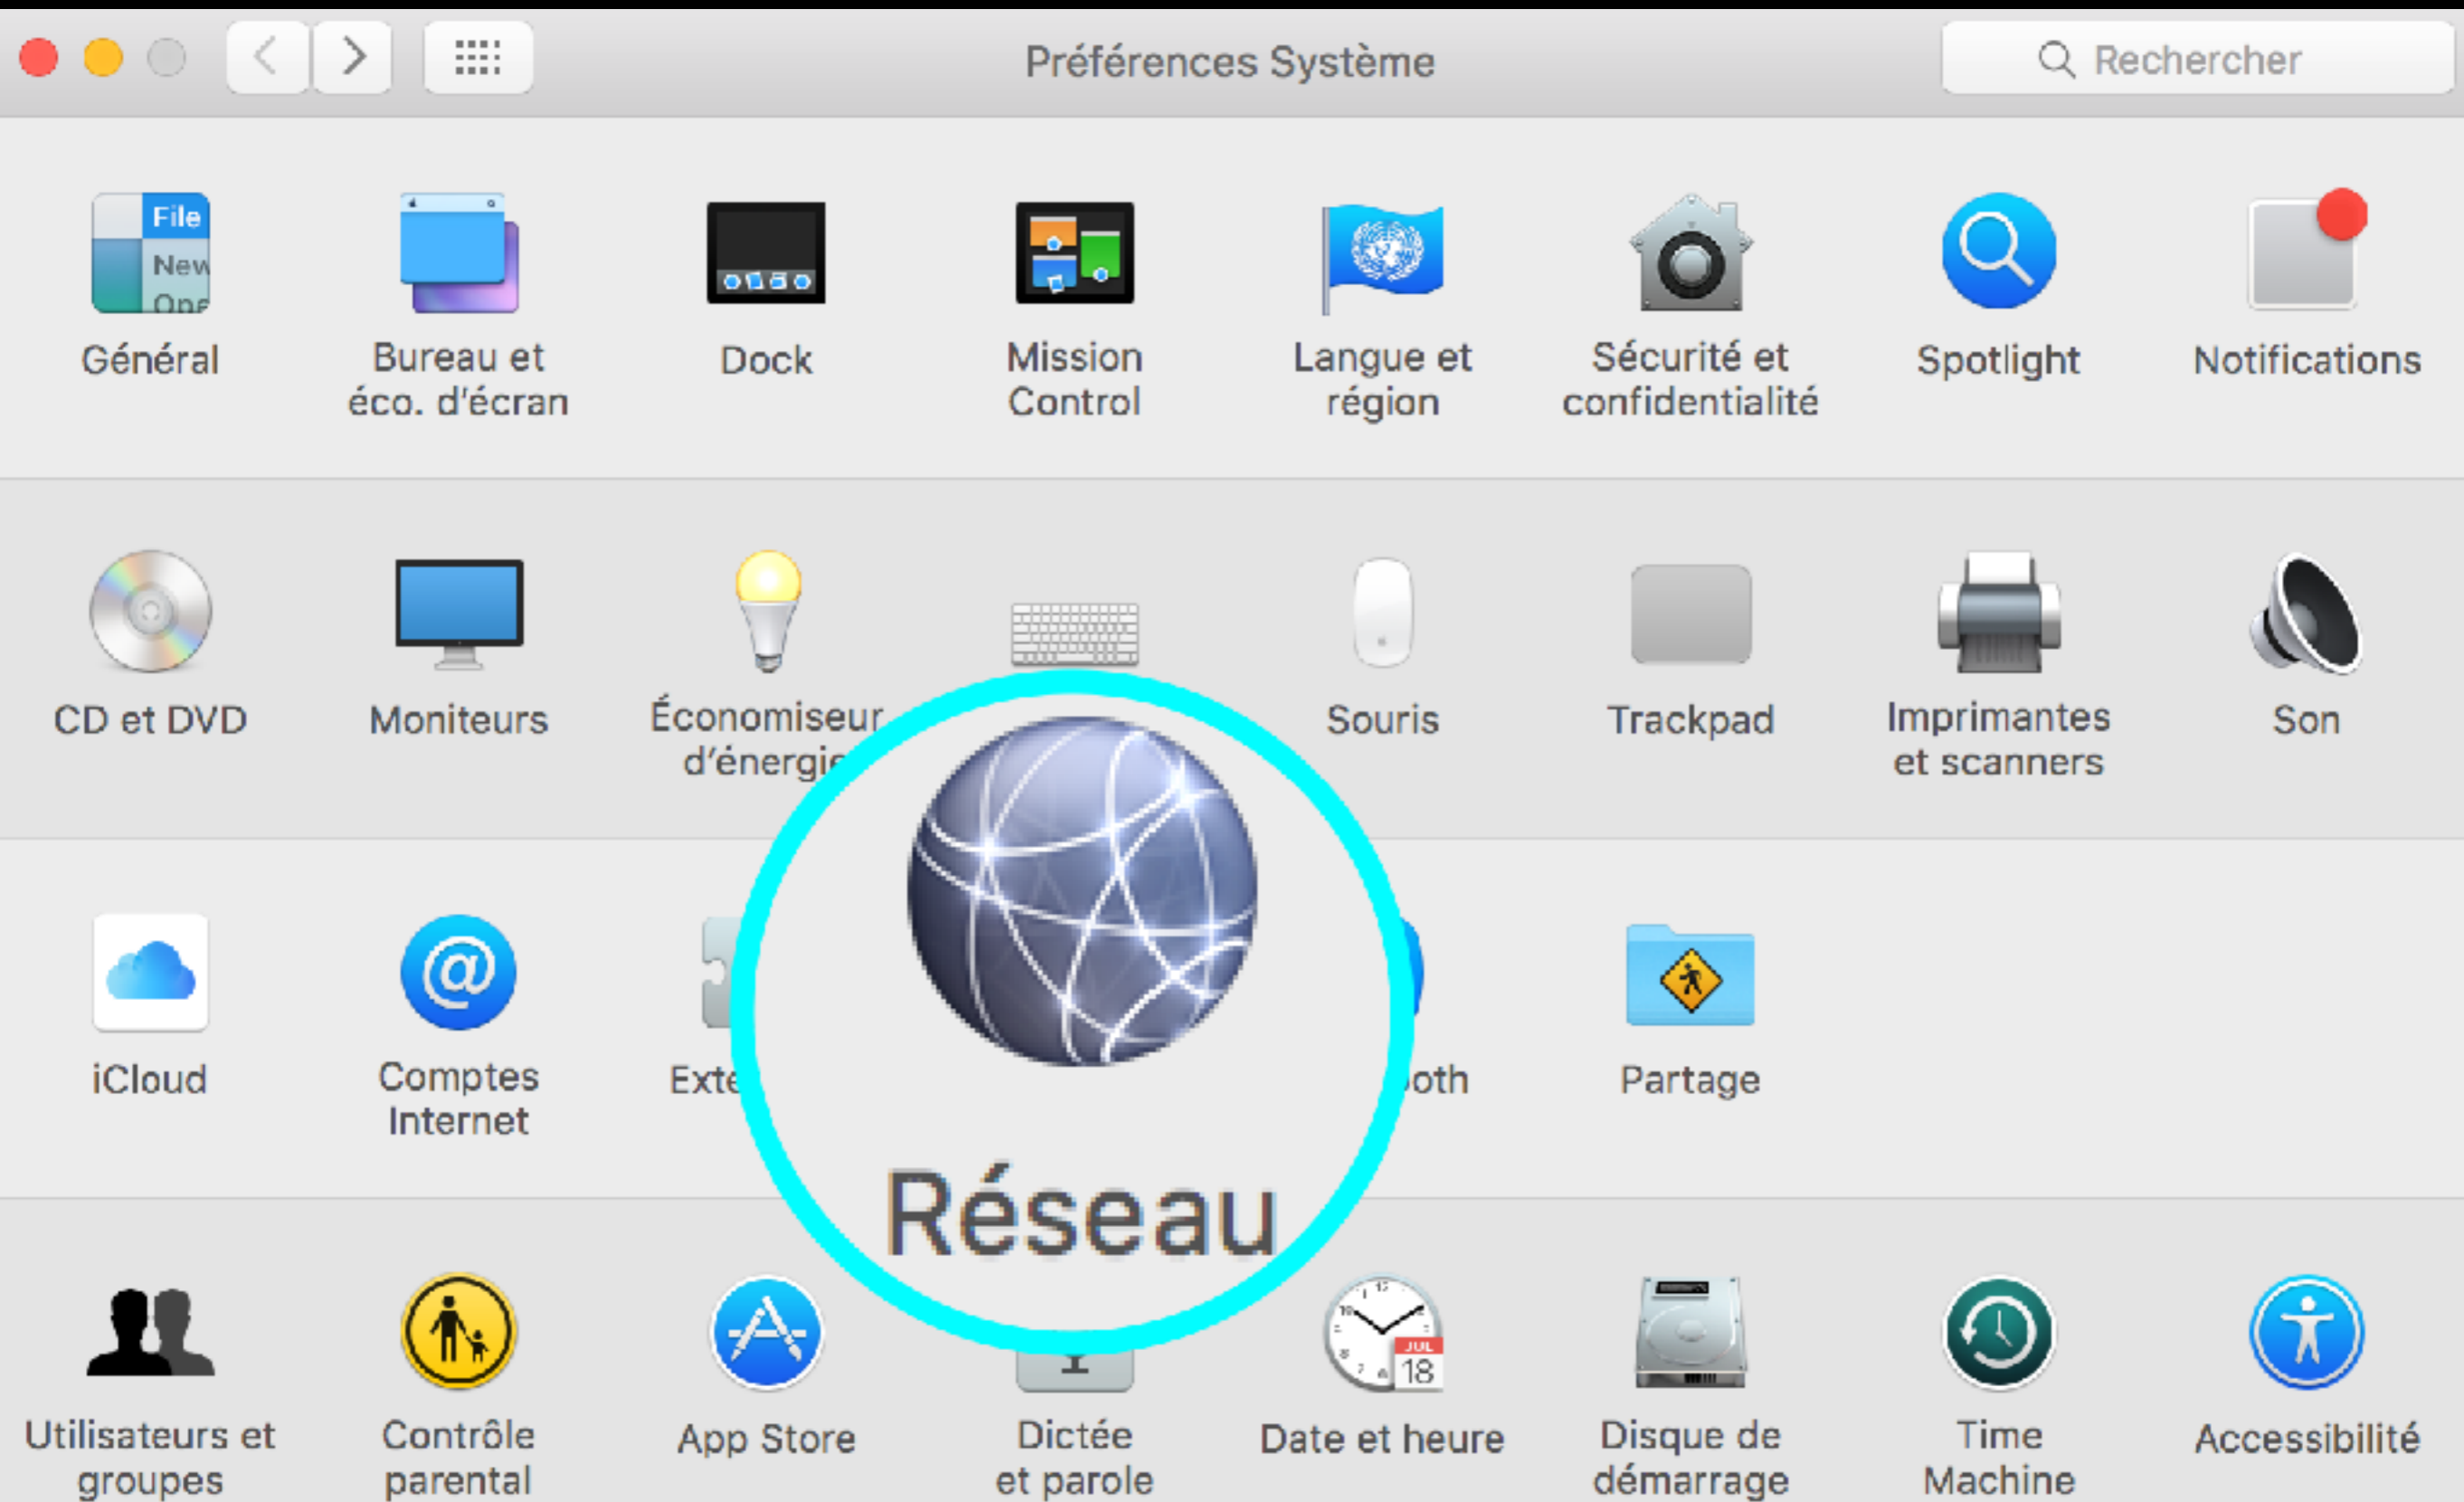 Préférences Système
Rechercher
File
New
Ope
Général
Bureau et
éco. d'écran
Dock
Mission
Control
Langue et
région
Sécurité et
confidentialité
Spotlight
Notifications
CD et DVD
Moniteurs
Économiseur
d'énergie
Souris
Trackpad
Imprimantes
et scanners
Son
iCloud
@
Comptes
Internet
Exte
Réseau
ooth
Partage
Utilisateurs et
groupes
Contrôle
parental
App Store
Dictée
et parole
JUL
18
Date et heure
Disque de
démarrage
Time
Machine
Accessibilité